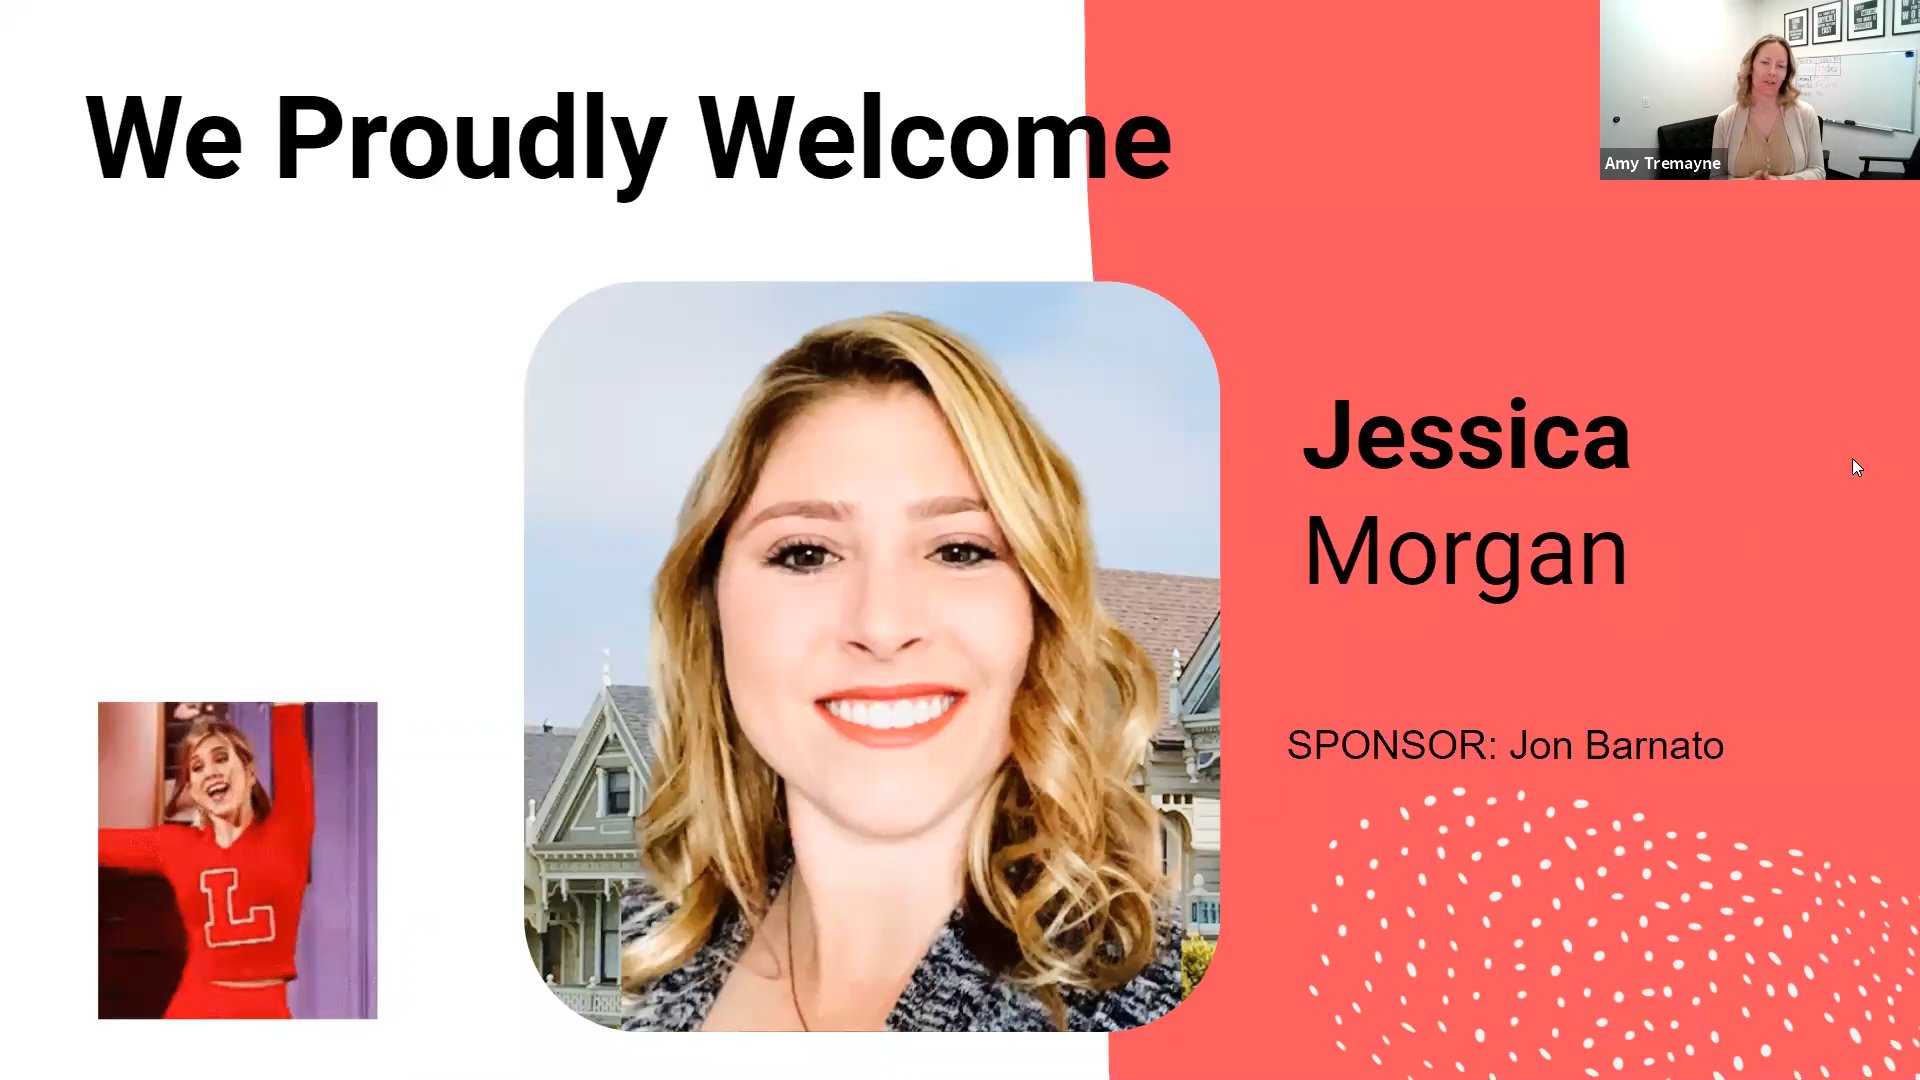 We Proudly Welcome
Amy Tremayne
Jessica
Morgan
SPONSOR: Jon Barnato
L